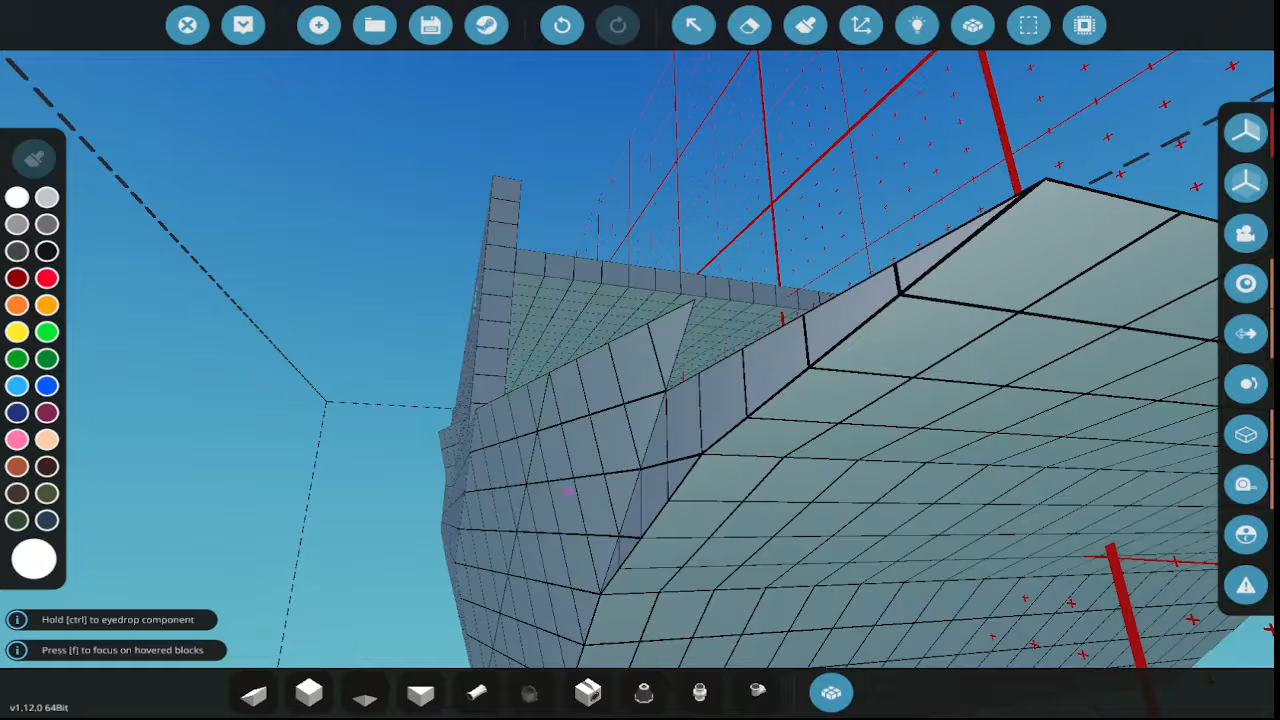 Hold [ctrl] to eyedrop component
Press [f] to focus on hovered blocks
v1.12.0 64Bit